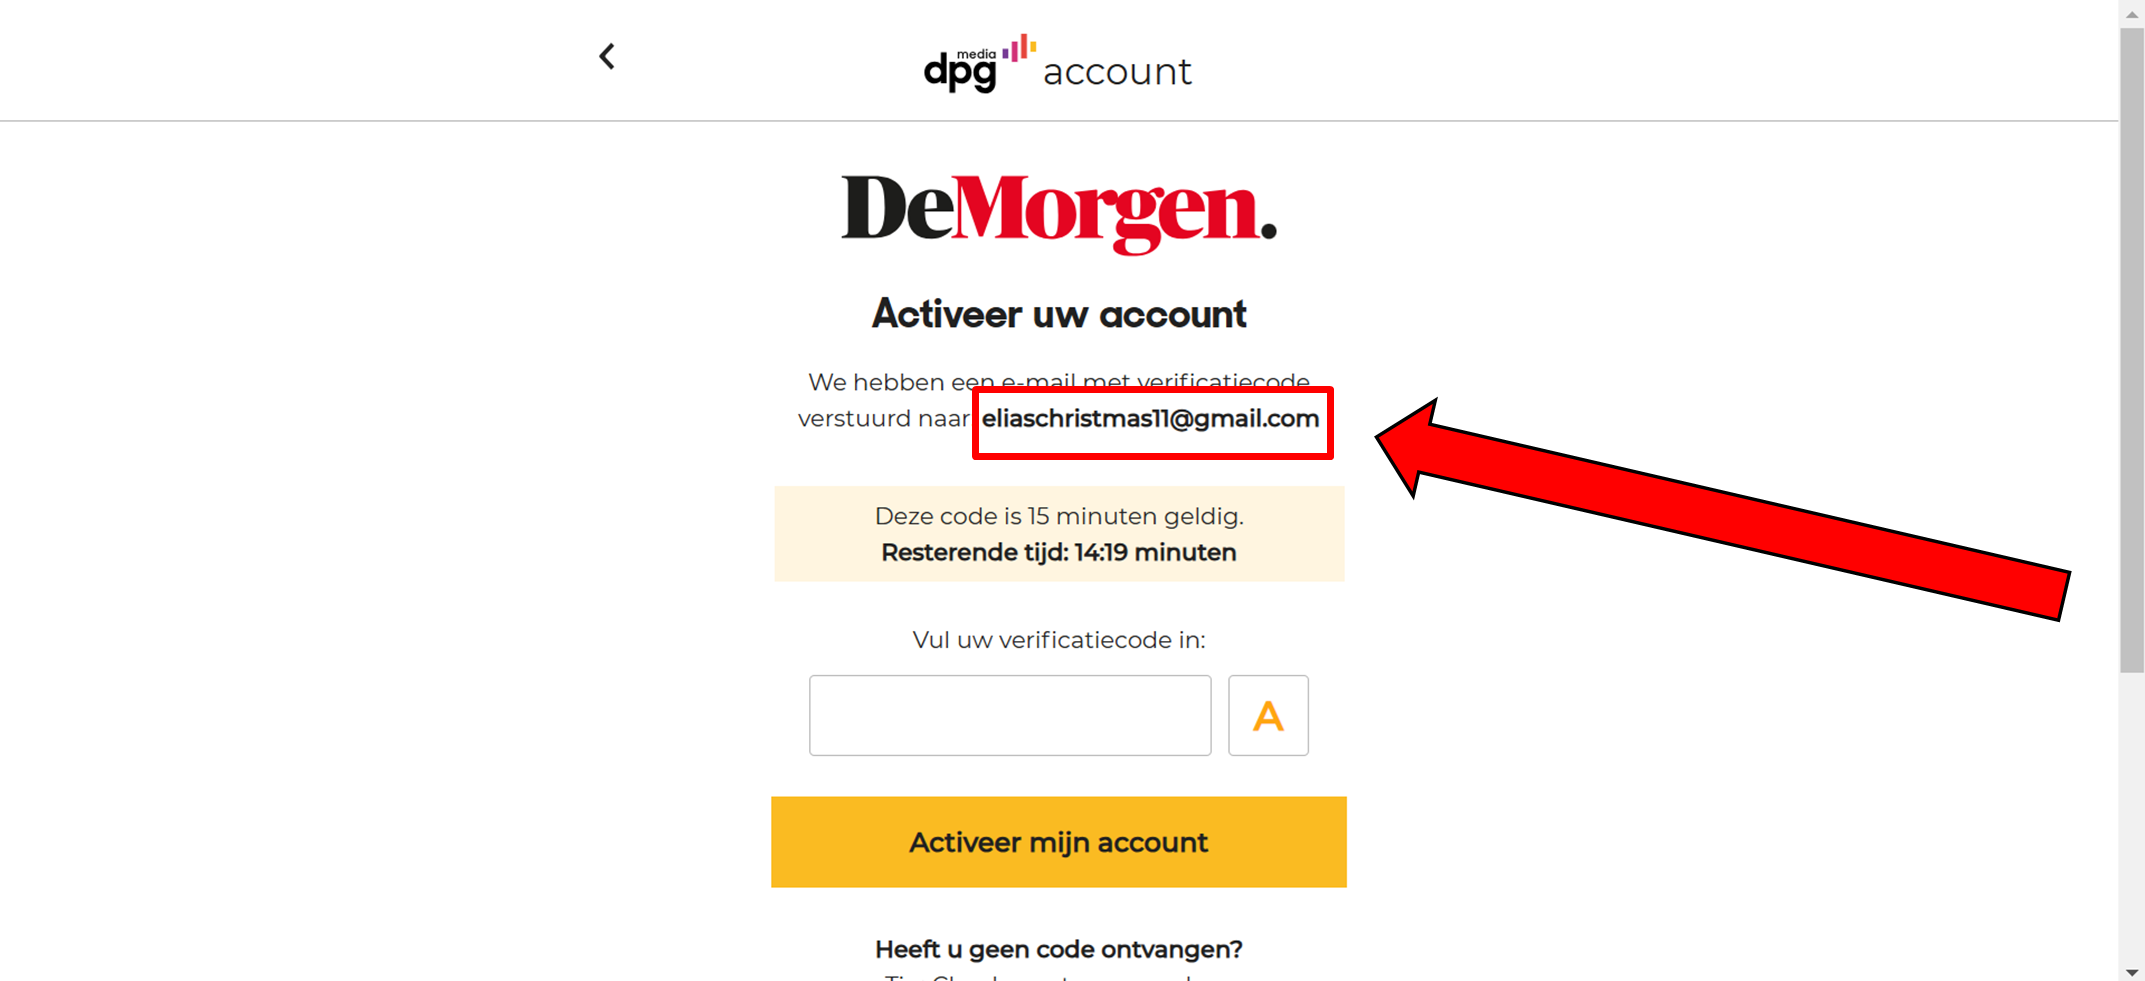 dpg media account
DeMorgen.
Activeer uw account
We hebben een e-mail met verificatiecode
verstuurd naar eliaschristmas11@gmail.com
Deze code is 15 minuten geldig.
Resterende tijd: 14:19 minuten
Vul uw verificatiecode in:
A
Activeer mijn account
Heeft u geen code ontvangen?